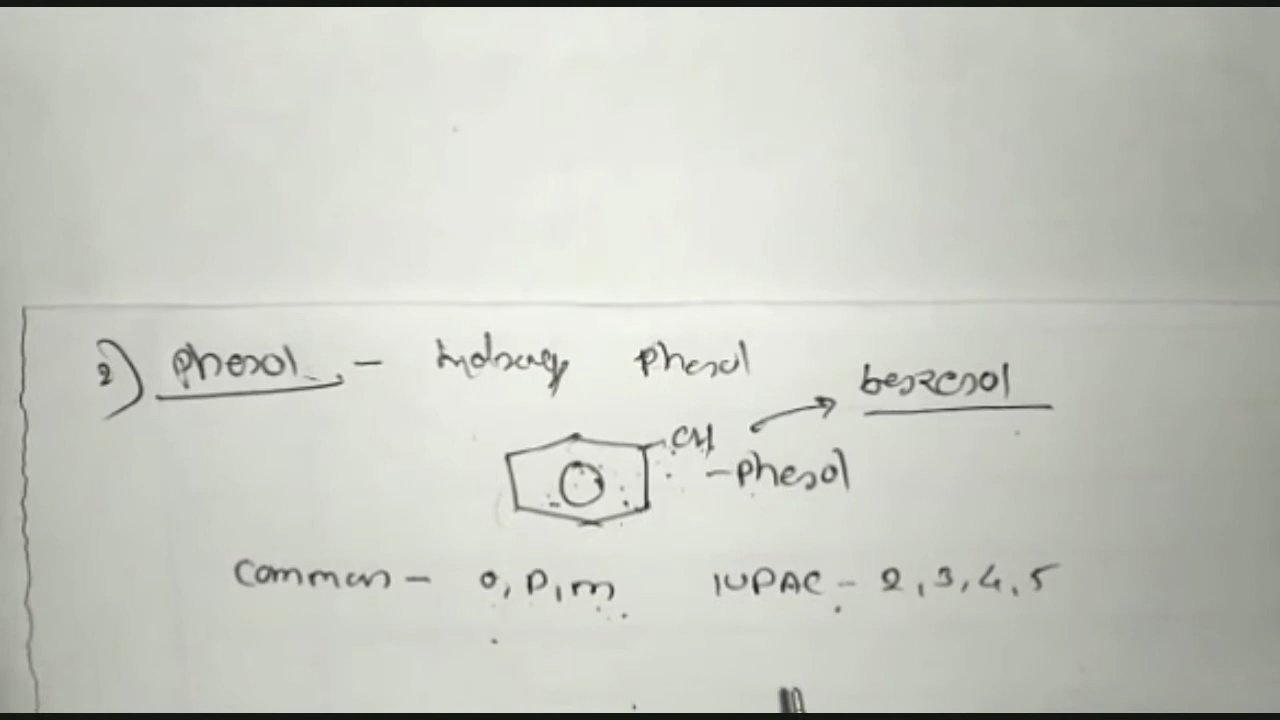 2) phenol - hydroxy phenol
benzenol
OH
- phenol
Common - o, p, m IUPAC - 2, 3, 4, 5